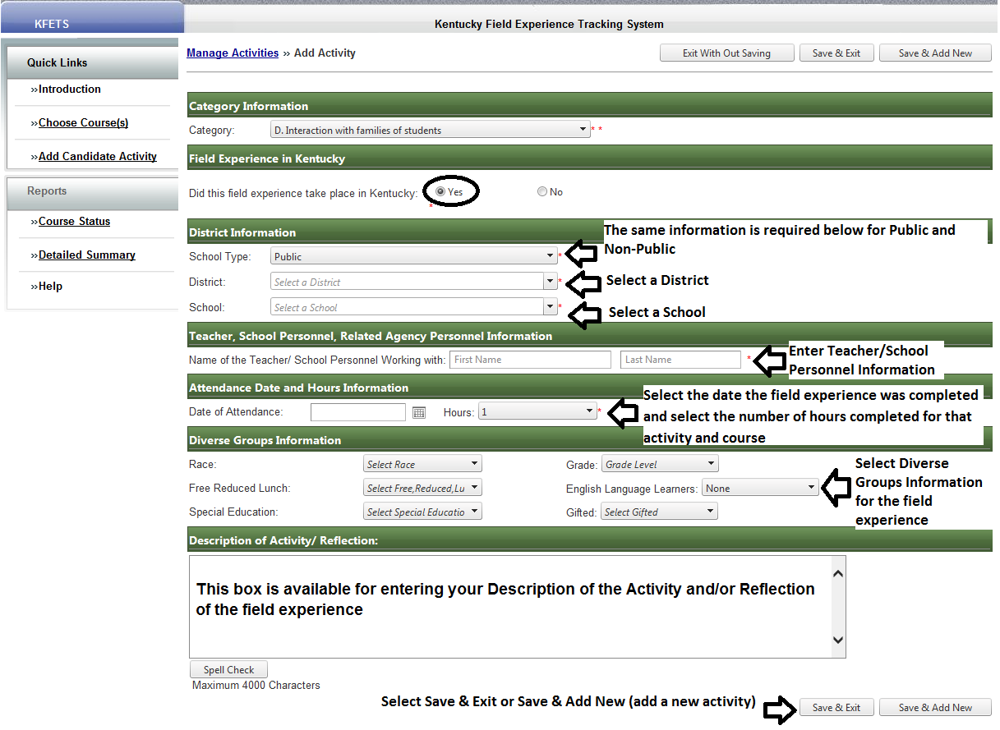 KFETS
Kentucky Field Experience Tracking System
Quick Links
»Introduction
»Choose Course(s)
»Add Candidate Activity
Reports
»Course Status
»Detailed Summary
»Help
Manage Activities » Add Activity
Exit With Out Saving
Save & Exit
Save & Add New
Category Information
Category: D. Interaction with families of students * *
Field Experience in Kentucky
Did this field experience take place in Kentucky: Yes No
*
District Information
The same information is required below for Public and
Non-Public
School Type: Public *
District: Select a District * Select a District
School: Select a School * Select a School
Teacher, School Personnel, Related Agency Personnel Information
Name of the Teacher/ School Personnel Working with: First Name Last Name *
Enter Teacher/School
Personnel Information
Attendance Date and Hours Information
Date of Attendance: Hours: 1 *
Select the date the field experience was completed
and select the number of hours completed for that
activity and course
Diverse Groups Information
Race: Select Race Grade: Grade Level
Free Reduced Lunch: Select Free,Reduced,Lu English Language Learners: None
Special Education: Select Special Educatio Gifted: Select Gifted
Select Diverse
Groups Information
for the field
experience
Description of Activity/ Reflection:
This box is available for entering your Description of the Activity and/or Reflection
of the field experience
Spell Check
Maximum 4000 Characters
Select Save & Exit or Save & Add New (add a new activity)
Save & Exit
Save & Add New